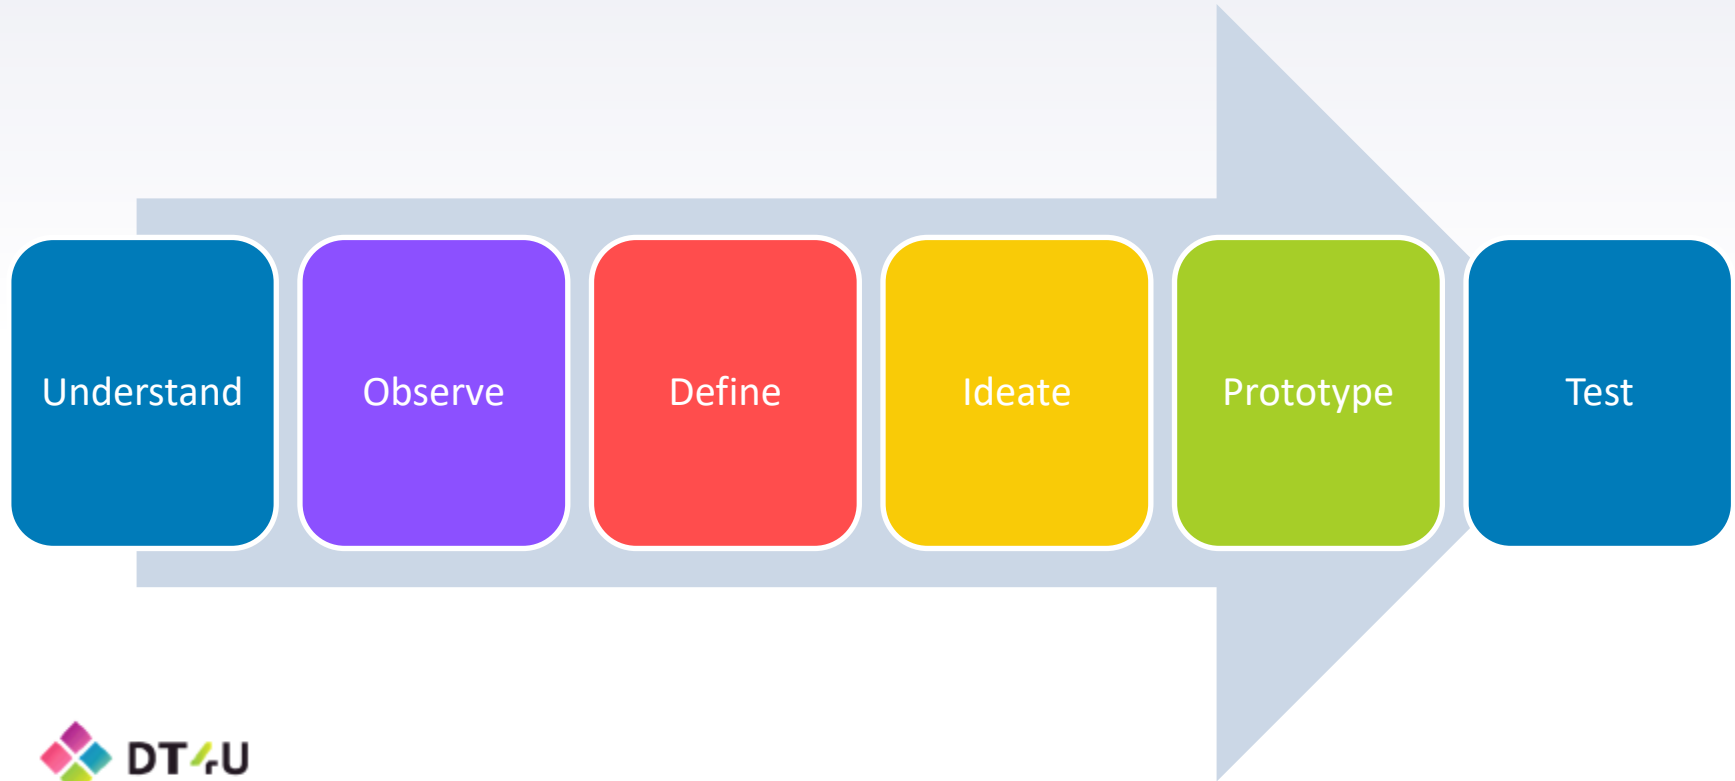 Understand
Observe
Define
Ideate
Prototype
Test
DT4U